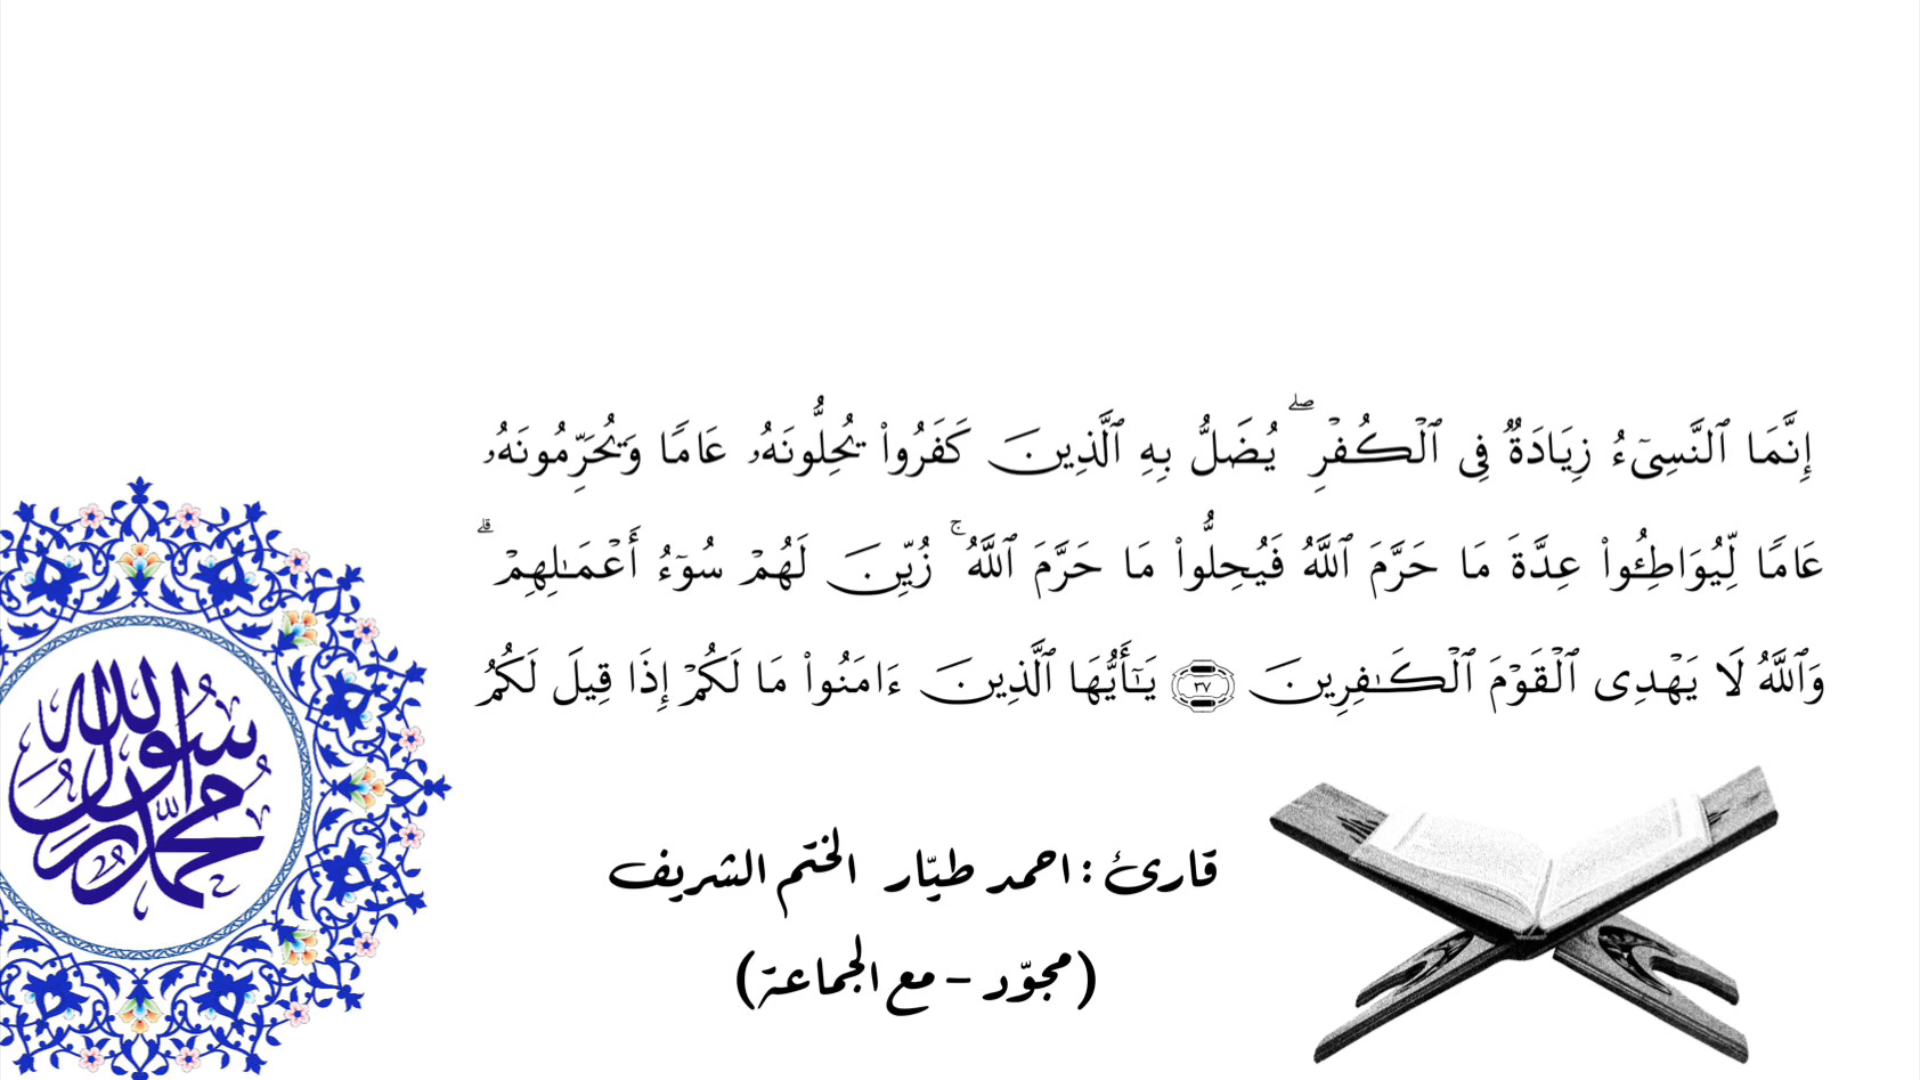 إِنَّمَا ٱلنَّسِىٓءُ زِيَادَةٌ فِى ٱلْكُفْرِ ۖ يُضَلُّ بِهِ ٱلَّذِينَ كَفَرُوا۟ يُحِلُّونَهُۥ عَامًا وَيُحَرِّمُونَهُۥ
عَامًا لِّيُوَاطِـُٔوا۟ عِدَّةَ مَا حَرَّمَ ٱللَّهُ فَيُحِلُّوا۟ مَا حَرَّمَ ٱللَّهُ ۚ زُيِّنَ لَهُمْ سُوٓءُ أَعْمَـٰلِهِمْ ۗ
وَٱللَّهُ لَا يَهْدِى ٱلْقَوْمَ ٱلْكَـٰفِرِينَ ٣٧ يَـٰٓأَيُّهَا ٱلَّذِينَ ءَامَنُوا۟ مَا لَكُمْ إِذَا قِيلَ لَكُمُ
محمد رسول الله
قارئ : احمد طيّار الختم الشريف
(مجوّد - مع الجماعة)